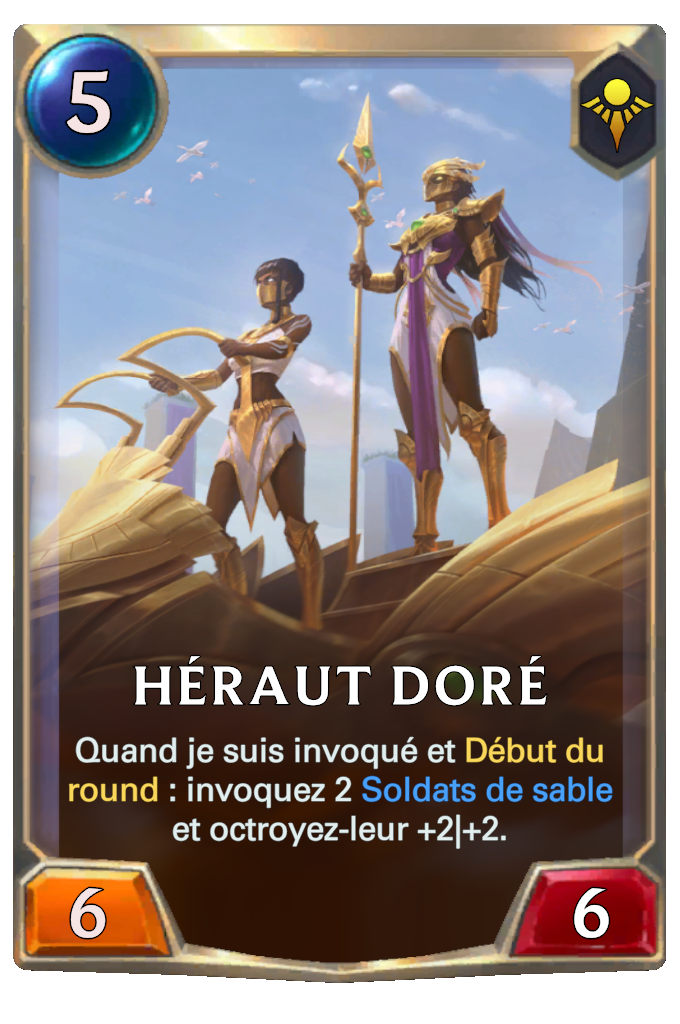 5
HÉRAUT DORÉ
Quand je suis invoqué et Début du
round : invoquez 2 Soldats de sable
et octroyez-leur +2|+2.
6
6